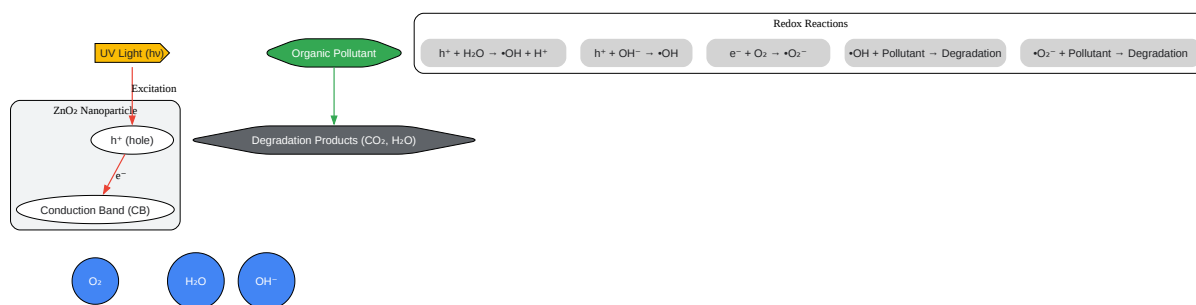 Redox Reactions
UV Light (hν)
Organic Pollutant
h⁺ + H₂O → •OH + H⁺
h⁺ + OH⁻ → •OH
e⁻ + O₂ → •O₂⁻
•OH + Pollutant → Degradation
•O₂⁻ + Pollutant → Degradation
Excitation
ZnO₂ Nanoparticle
h⁺ (hole)
Degradation Products (CO₂, H₂O)
e⁻
Conduction Band (CB)
O₂
H₂O
OH⁻